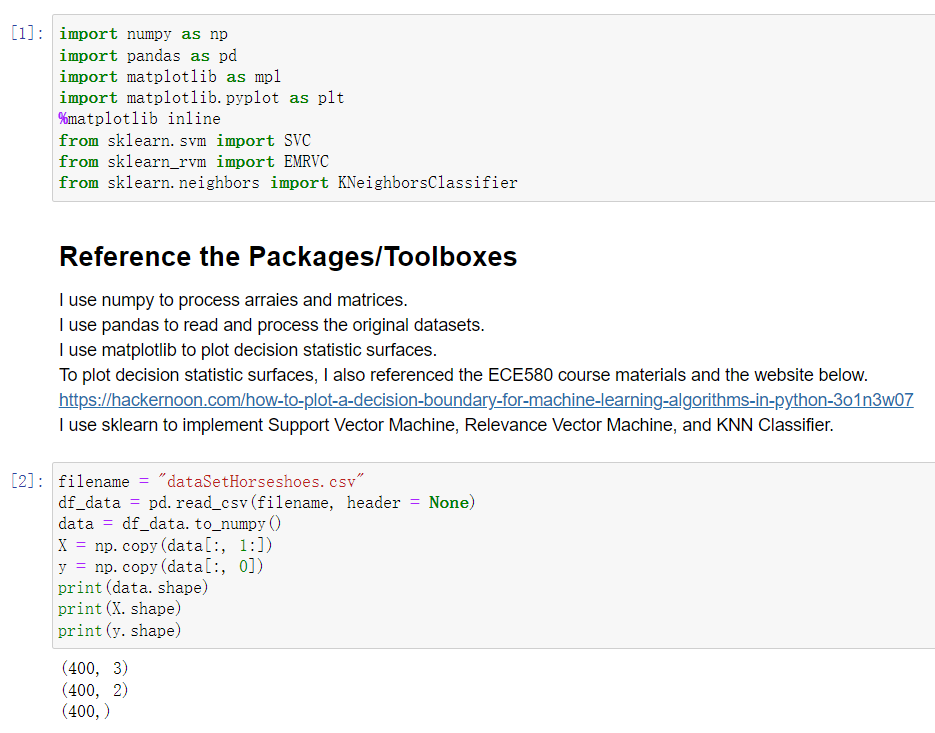 [1]:
import numpy as np
import pandas as pd
import matplotlib as mpl
import matplotlib.pyplot as plt
%matplotlib inline
from sklearn.svm import SVC
from sklearn_rvm import EMRVC
from sklearn.neighbors import KNeighborsClassifier
Reference the Packages/Toolboxes
I use numpy to process arraies and matrices.
I use pandas to read and process the original datasets.
I use matplotlib to plot decision statistic surfaces.
To plot decision statistic surfaces, I also referenced the ECE580 course materials and the website below.
https://hackernoon.com/how-to-plot-a-decision-boundary-for-machine-learning-algorithms-in-python-3o1n3w07
I use sklearn to implement Support Vector Machine, Relevance Vector Machine, and KNN Classifier.
[2]:
filename = "dataSetHorseshoes.csv"
df_data = pd.read_csv(filename, header = None)
data = df_data.to_numpy()
X = np.copy(data[:, 1:])
y = np.copy(data[:, 0])
print(data.shape)
print(X.shape)
print(y.shape)
(400, 3)
(400, 2)
(400,)